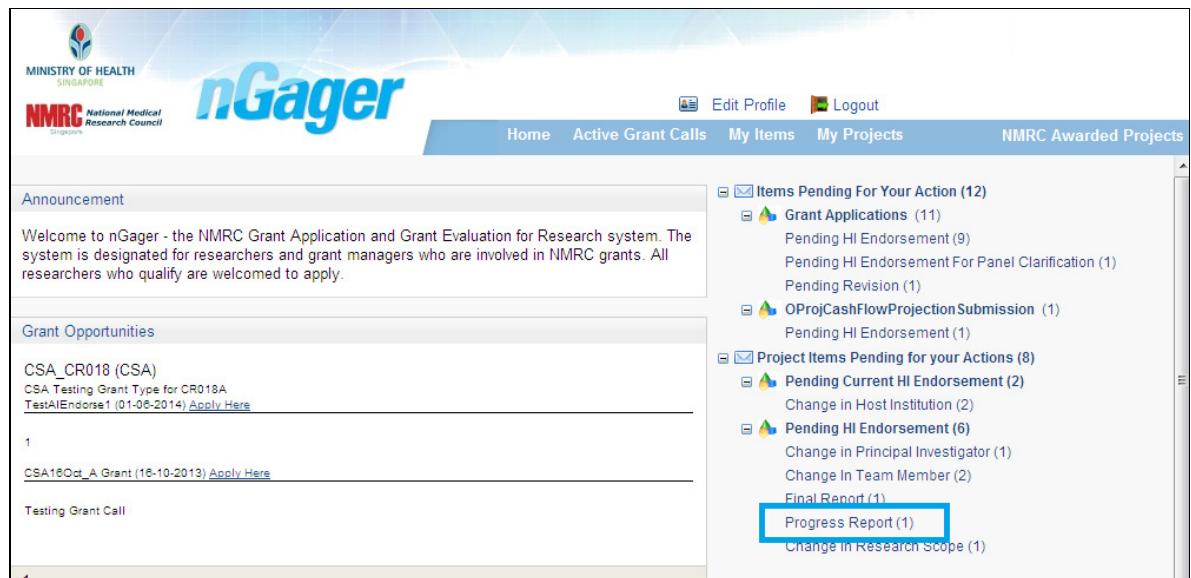 MINISTRY OF HEALTH
SINGAPORE
NMRC National Medical
Research Council
Singapore
nGager
Edit Profile Logout
Home Active Grant Calls My Items My Projects NMRC Awarded Projects
Announcement
Welcome to nGager - the NMRC Grant Application and Grant Evaluation for Research system. The
system is designated for researchers and grant managers who are involved in NMRC grants. All
researchers who qualify are welcomed to apply.
Grant Opportunities
CSA_CR018 (CSA)
CSA Testing Grant Type for CR018A
TestAIEndorse1 (01-06-2014) Apply Here
1
CSA16Oct_A Grant (16-10-2013) Apply Here
Testing Grant Call
Items Pending For Your Action (12)
Grant Applications (11)
Pending HI Endorsement (9)
Pending HI Endorsement For Panel Clarification (1)
Pending Revision (1)
OProjCashFlowProjectionSubmission (1)
Pending HI Endorsement (1)
Project Items Pending for your Actions (8)
Pending Current HI Endorsement (2)
Change in Host Institution (2)
Pending HI Endorsement (6)
Change in Principal Investigator (1)
Change In Team Member (2)
Final Report (1)
Progress Report (1)
Change in Research Scope (1)